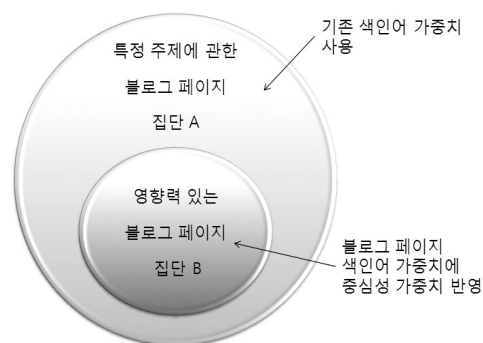 특정 주제에 관한
블로그 페이지
집단 A
기존 색인어 가중치
사용
영향력 있는
블로그 페이지
집단 B
블로그 페이지
색인어 가중치에
중심성 가중치 반영